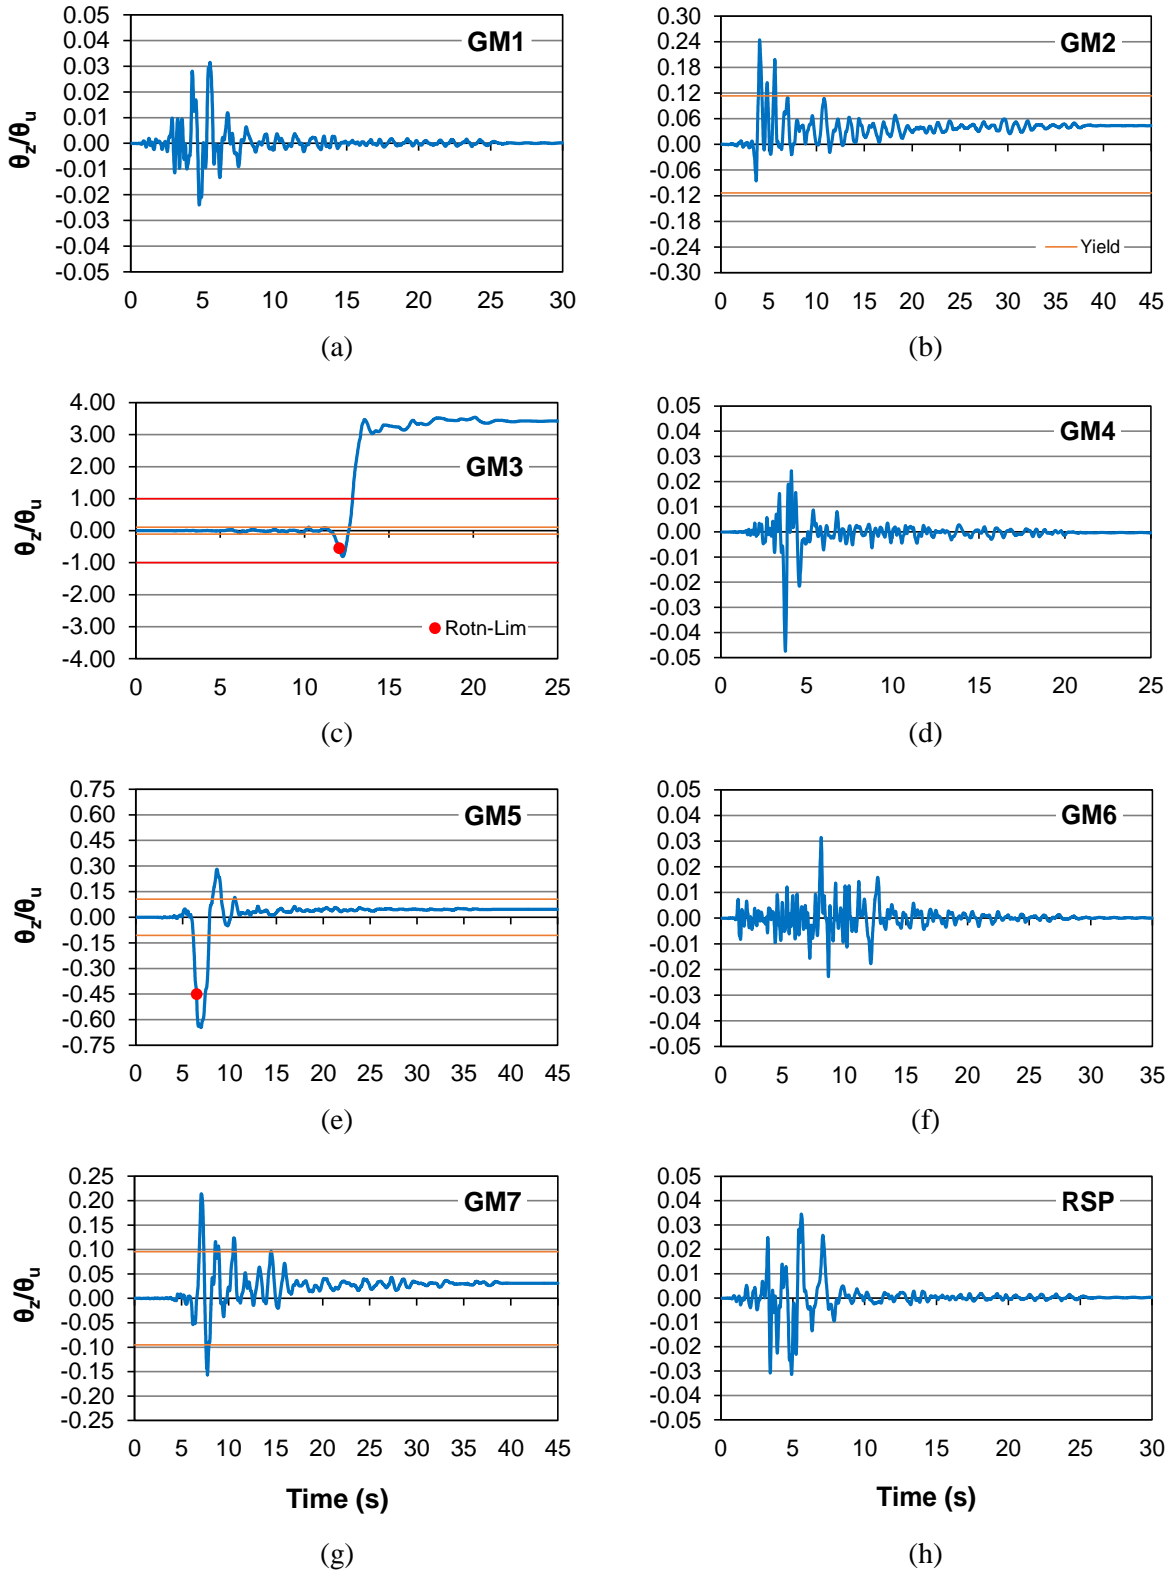 GM1
θz/θu
0.05
0.04
0.03
0.02
0.01
0.00
-0.01
-0.02
-0.03
-0.04
-0.05
0 5 10 15 20 25 30
(a)
GM2
0.30
0.24
0.18
0.12
0.06
0.00
-0.06
-0.12
-0.18
-0.24
-0.30
Yield
0 5 10 15 20 25 30 35 40 45
(b)
GM3
θz/θu
4.00
3.00
2.00
1.00
0.00
-1.00
-2.00
-3.00
-4.00
Rotn-Lim
0 5 10 15 20 25
(c)
GM4
0.05
0.04
0.03
0.02
0.01
0.00
-0.01
-0.02
-0.03
-0.04
-0.05
0 5 10 15 20 25
(d)
GM5
θz/θu
0.75
0.60
0.45
0.30
0.15
0.00
-0.15
-0.30
-0.45
-0.60
-0.75
0 5 10 15 20 25 30 35 40 45
(e)
GM6
0.05
0.04
0.03
0.02
0.01
0.00
-0.01
-0.02
-0.03
-0.04
-0.05
0 5 10 15 20 25 30 35
(f)
GM7
θz/θu
0.25
0.20
0.15
0.10
0.05
0.00
-0.05
-0.10
-0.15
-0.20
-0.25
0 5 10 15 20 25 30 35 40 45
Time (s)
(g)
RSP
0.05
0.04
0.03
0.02
0.01
0.00
-0.01
-0.02
-0.03
-0.04
-0.05
0 5 10 15 20 25 30
Time (s)
(h)